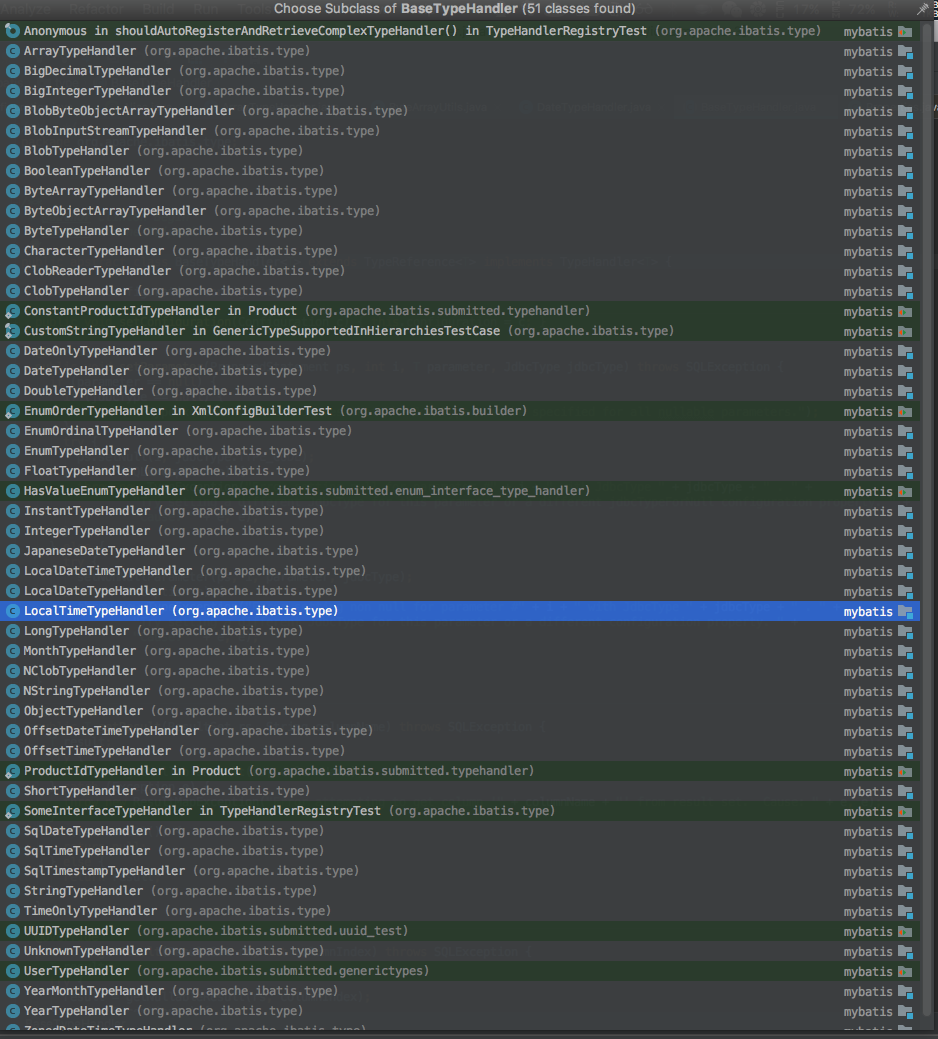 Choose Subclass of BaseTypeHandler (51 classes found)
Anonymous in shouldAutoRegisterAndRetrieveComplexTypeHandler() in TypeHandlerRegistryTest (org.apache.ibatis.type) mybatis
ArrayTypeHandler (org.apache.ibatis.type) mybatis
BigDecimalTypeHandler (org.apache.ibatis.type) mybatis
BigIntegerTypeHandler (org.apache.ibatis.type) mybatis
BlobByteObjectArrayTypeHandler (org.apache.ibatis.type) mybatis
BlobInputStreamTypeHandler (org.apache.ibatis.type) mybatis
BlobTypeHandler (org.apache.ibatis.type) mybatis
BooleanTypeHandler (org.apache.ibatis.type) mybatis
ByteArrayTypeHandler (org.apache.ibatis.type) mybatis
ByteObjectArrayTypeHandler (org.apache.ibatis.type) mybatis
ByteTypeHandler (org.apache.ibatis.type) mybatis
CharacterTypeHandler (org.apache.ibatis.type) mybatis
ClobReaderTypeHandler (org.apache.ibatis.type) mybatis
ClobTypeHandler (org.apache.ibatis.type) mybatis
ConstantProductIdTypeHandler in Product (org.apache.ibatis.submitted.typehandler) mybatis
CustomStringTypeHandler in GenericTypeSupportedInHierarchiesTestCase (org.apache.ibatis.type) mybatis
DateOnlyTypeHandler (org.apache.ibatis.type) mybatis
DateTypeHandler (org.apache.ibatis.type) mybatis
DoubleTypeHandler (org.apache.ibatis.type) mybatis
EnumOrderTypeHandler in XmlConfigBuilderTest (org.apache.ibatis.builder) mybatis
EnumOrdinalTypeHandler (org.apache.ibatis.type) mybatis
EnumTypeHandler (org.apache.ibatis.type) mybatis
FloatTypeHandler (org.apache.ibatis.type) mybatis
HasValueEnumTypeHandler (org.apache.ibatis.submitted.enum_interface_type_handler) mybatis
InstantTypeHandler (org.apache.ibatis.type) mybatis
IntegerTypeHandler (org.apache.ibatis.type) mybatis
JapaneseDateTypeHandler (org.apache.ibatis.type) mybatis
LocalDateTimeTypeHandler (org.apache.ibatis.type) mybatis
LocalDateTypeHandler (org.apache.ibatis.type) mybatis
LocalTimeTypeHandler (org.apache.ibatis.type) mybatis
LongTypeHandler (org.apache.ibatis.type) mybatis
MonthTypeHandler (org.apache.ibatis.type) mybatis
NClobTypeHandler (org.apache.ibatis.type) mybatis
NStringTypeHandler (org.apache.ibatis.type) mybatis
ObjectTypeHandler (org.apache.ibatis.type) mybatis
OffsetDateTimeTypeHandler (org.apache.ibatis.type) mybatis
OffsetTimeTypeHandler (org.apache.ibatis.type) mybatis
ProductIdTypeHandler in Product (org.apache.ibatis.submitted.typehandler) mybatis
ShortTypeHandler (org.apache.ibatis.type) mybatis
SomeInterfaceTypeHandler in TypeHandlerRegistryTest (org.apache.ibatis.type) mybatis
SqlDateTypeHandler (org.apache.ibatis.type) mybatis
SqlTimeTypeHandler (org.apache.ibatis.type) mybatis
SqlTimestampTypeHandler (org.apache.ibatis.type) mybatis
StringTypeHandler (org.apache.ibatis.type) mybatis
TimeOnlyTypeHandler (org.apache.ibatis.type) mybatis
UUIDTypeHandler (org.apache.ibatis.submitted.uuid_test) mybatis
UnknownTypeHandler (org.apache.ibatis.type) mybatis
UserTypeHandler (org.apache.ibatis.submitted.generictypes) mybatis
YearMonthTypeHandler (org.apache.ibatis.type) mybatis
YearTypeHandler (org.apache.ibatis.type) mybatis
ZonedDateTimeTypeHandler (org.apache.ibatis.type) mybatis